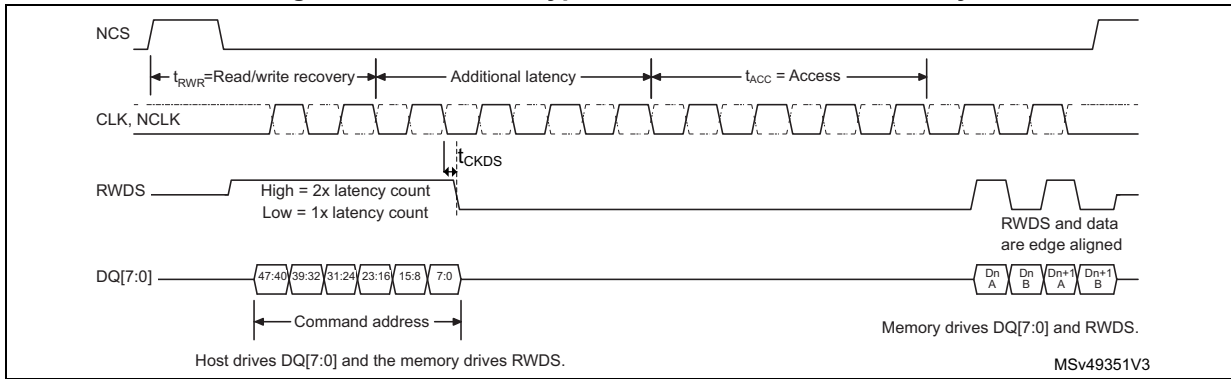 NCS
t_RWR=Read/write recovery
Additional latency
t_ACC = Access
CLK, NCLK
t_CKDS
RWDS
High = 2x latency count
Low = 1x latency count
RWDS and data
are edge aligned
DQ[7:0]
47:40 39:32 31:24 23:16 15:8 7:0
Dn Dn Dn+1 Dn+1
A B A B
Command address
Memory drives DQ[7:0] and RWDS.
Host drives DQ[7:0] and the memory drives RWDS.
MSv49351V3